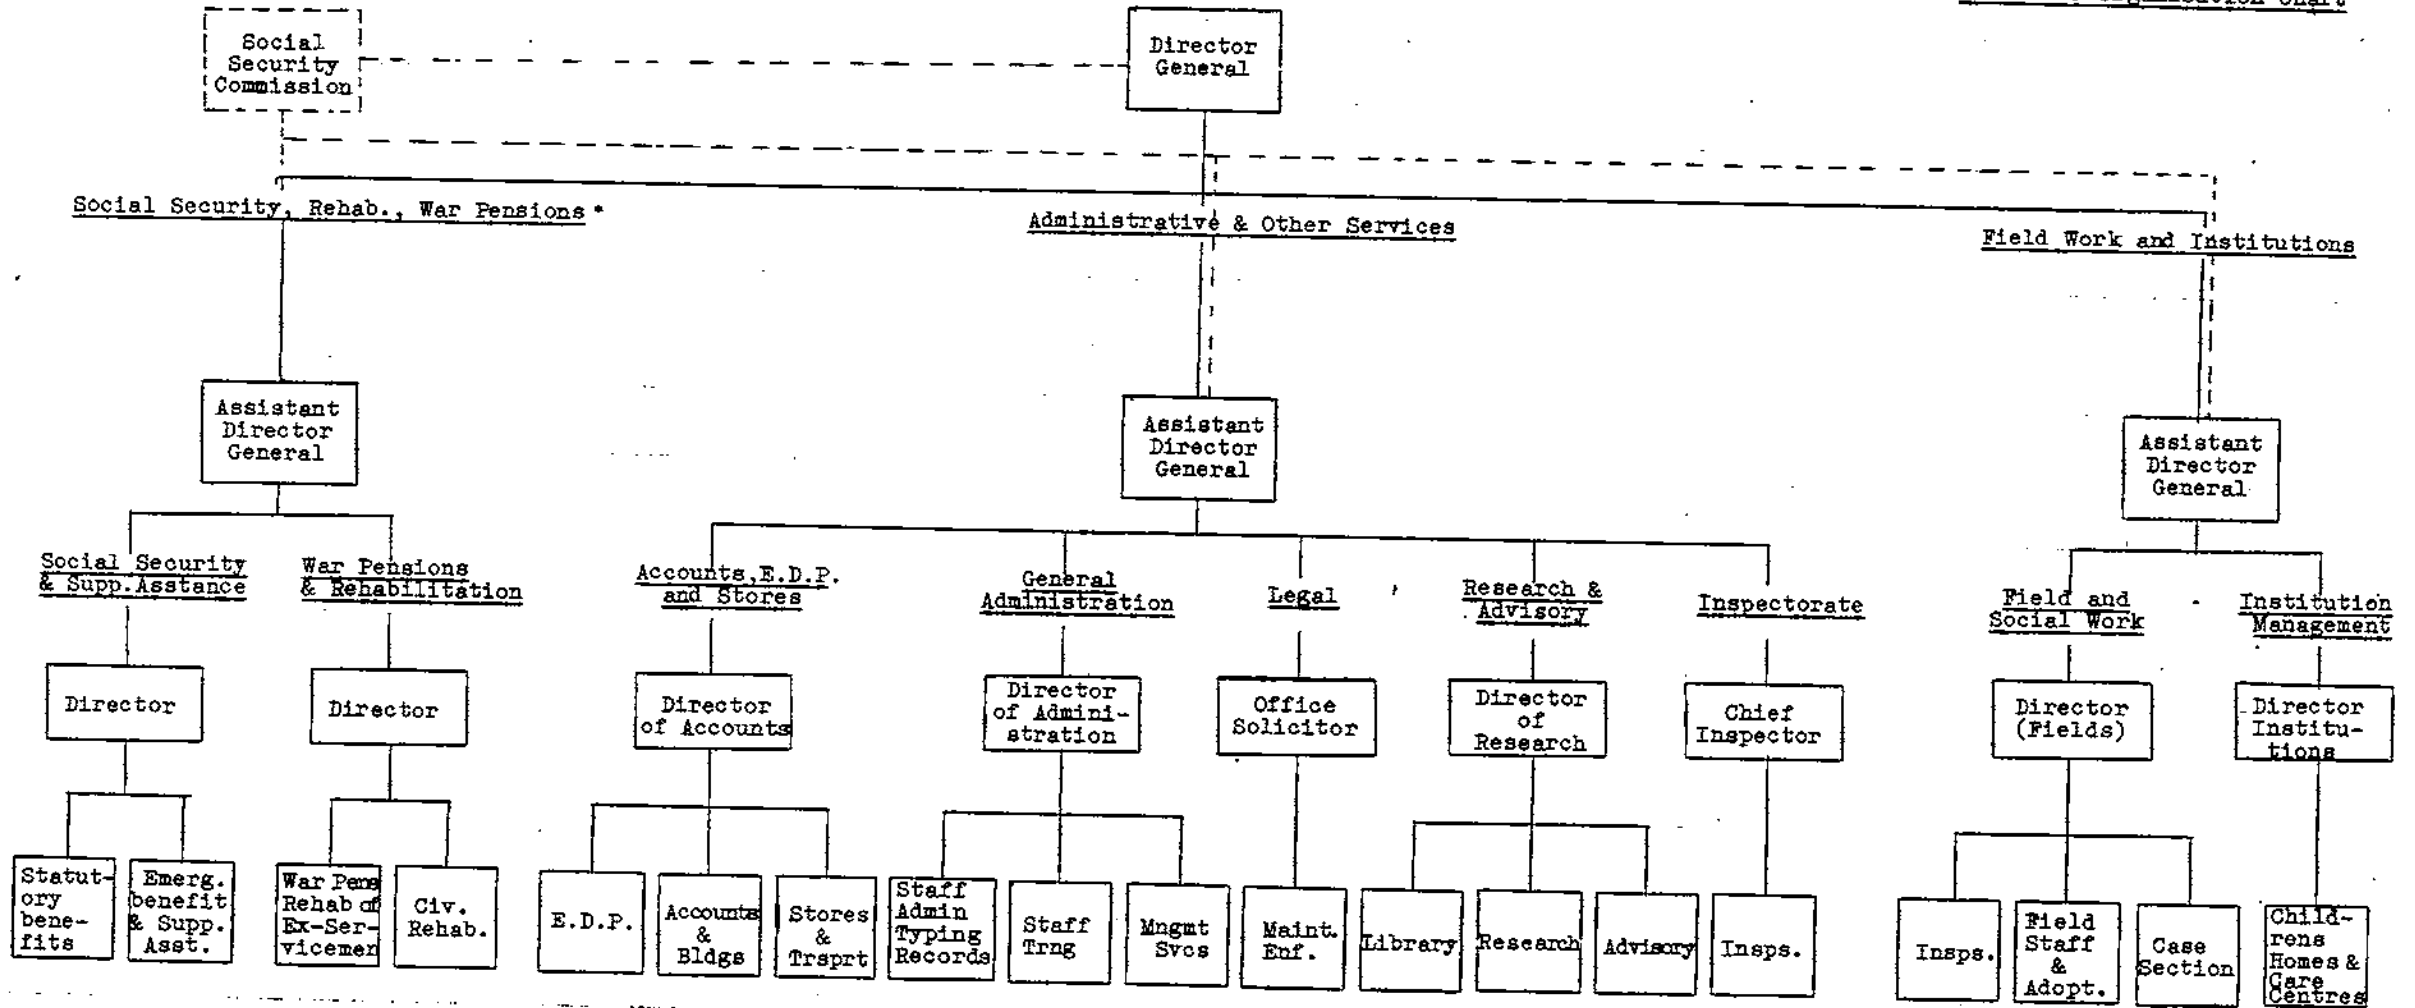 Organisation Chart
Social
Security
Commission
Director
General
Social Security, Rehab., War Pensions *
Administrative & Other Services
Field Work and Institutions
Assistant
Director
General
Assistant
Director
General
Assistant
Director
General
Social Security
& Supp.Asstance
War Pensions
& Rehabilitation
Accounts,E.D.P.
and Stores
General
Administration
Legal
Research &
Advisory
Inspectorate
Field and
Social Work
Institution
Management
Director
Director
Director
of Accounts
Director
of Admini-
stration
Office
Solicitor
Director
of
Research
Chief
Inspector
Director
(Fields)
Director
Institu-
tions
Statut-
ory
bene-
fits
Emerg.
benefit
& Supp.
Asst.
War Pens
Rehab of
Ex-Ser-
vicemen
Civ.
Rehab.
E.D.P.
Accounts
&
Bldgs
Stores
&
Trsprt
Staff
Admin
Typing
Records
Staff
Trng
Mngmt
Svcs
Maint.
Enf.
Library
Research
Advisory
Insps.
Insps.
Field
Staff
&
Adopt.
Case
Section
Child-
rens
Homes &
Care
Centres